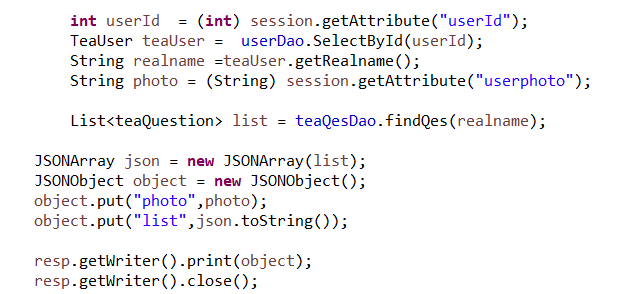 int userId  = (int) session.getAttribute("userId");
TeaUser teaUser =  userDao.SelectById(userId);
String realname =teaUser.getRealname();
String photo = (String) session.getAttribute("userphoto");
List<teaQuestion> list = teaQesDao.findQes(realname);
JSONArray json = new JSONArray(list);
JSONObject object = new JSONObject();
object.put("photo",photo);
object.put("list",json.toString());
resp.getWriter().print(object);
resp.getWriter().close();